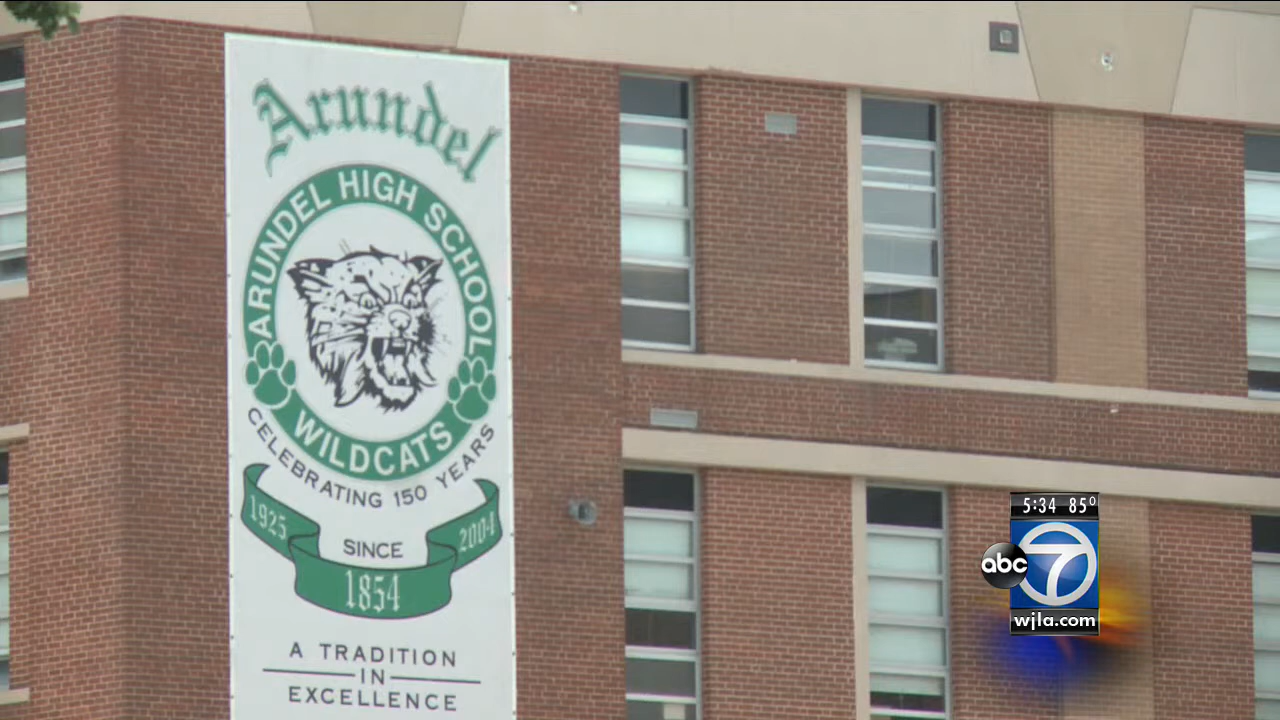 Arundel
ARUNDEL HIGH SCHOOL
WILDCATS
CELEBRATING 150 YEARS
1925
SINCE
2004
1854
A TRADITION
IN
EXCELLENCE
5:34 85°
abc 7
wjla.com